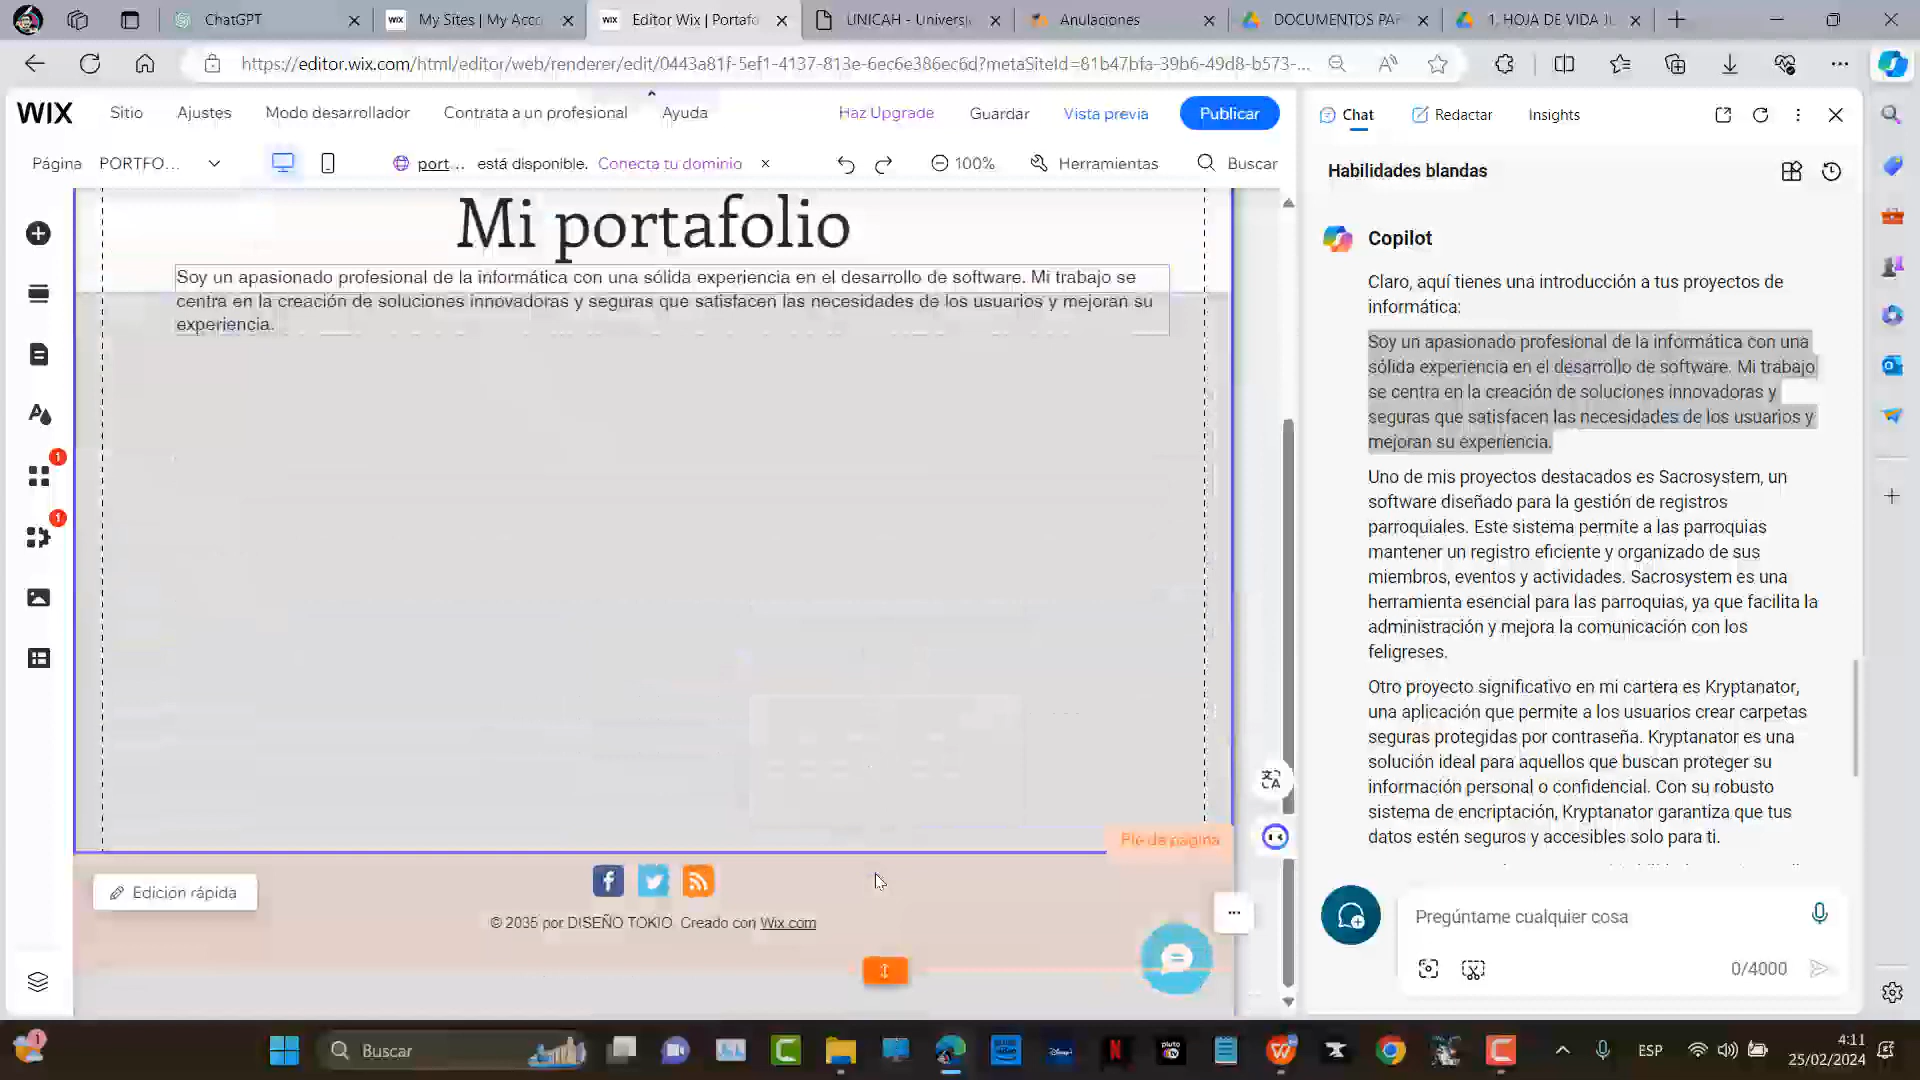 ChatGPT
My Sites | My Acco
Editor Wix | Portafo
UNICAH - Universi
Anulaciones
DOCUMENTOS PA
1. HOJA DE VIDA JU
https://editor.wix.com/html/editor/web/renderer/edit/0443a81f-5ef1-4137-813e-6ec6e386ec6d?metaSiteId=81b47bfa-39b6-49d8-b573-...
WIX
Sitio
Ajustes
Modo desarrollador
Contrata a un profesional
Ayuda
Haz Upgrade
Guardar
Vista previa
Publicar
Página
PORTFO...
port...
está disponible.
Conecta tu dominio
100%
Herramientas
Buscar
Mi portafolio
Soy un apasionado profesional de la informática con una sólida experiencia en el desarrollo de software. Mi trabajo se
centra en la creación de soluciones innovadoras y seguras que satisfacen las necesidades de los usuarios y mejoran su
experiencia.
1
1
Pie de página
Edición rápida
© 2035 por DISEÑO TOKIO Creado con Wix.com
Chat
Redactar
Insights
Habilidades blandas
Copilot
Claro, aquí tienes una introducción a tus proyectos de
informática:
Soy un apasionado profesional de la informática con una
sólida experiencia en el desarrollo de software. Mi trabajo
se centra en la creación de soluciones innovadoras y
seguras que satisfacen las necesidades de los usuarios y
mejoran su experiencia.
Uno de mis proyectos destacados es Sacrosystem, un
software diseñado para la gestión de registros
parroquiales. Este sistema permite a las parroquias
mantener un registro eficiente y organizado de sus
miembros, eventos y actividades. Sacrosystem es una
herramienta esencial para las parroquias, ya que facilita la
administración y mejora la comunicación con los
feligreses.
Otro proyecto significativo en mi cartera es Kryptanator,
una aplicación que permite a los usuarios crear carpetas
seguras protegidas por contraseña. Kryptanator es una
solución ideal para aquellos que buscan proteger su
información personal o confidencial. Con su robusto
sistema de encriptación, Kryptanator garantiza que tus
datos estén seguros y accesibles solo para ti.
Pregúntame cualquier cosa
0/4000
1
Buscar
ESP
4:11
25/02/2024